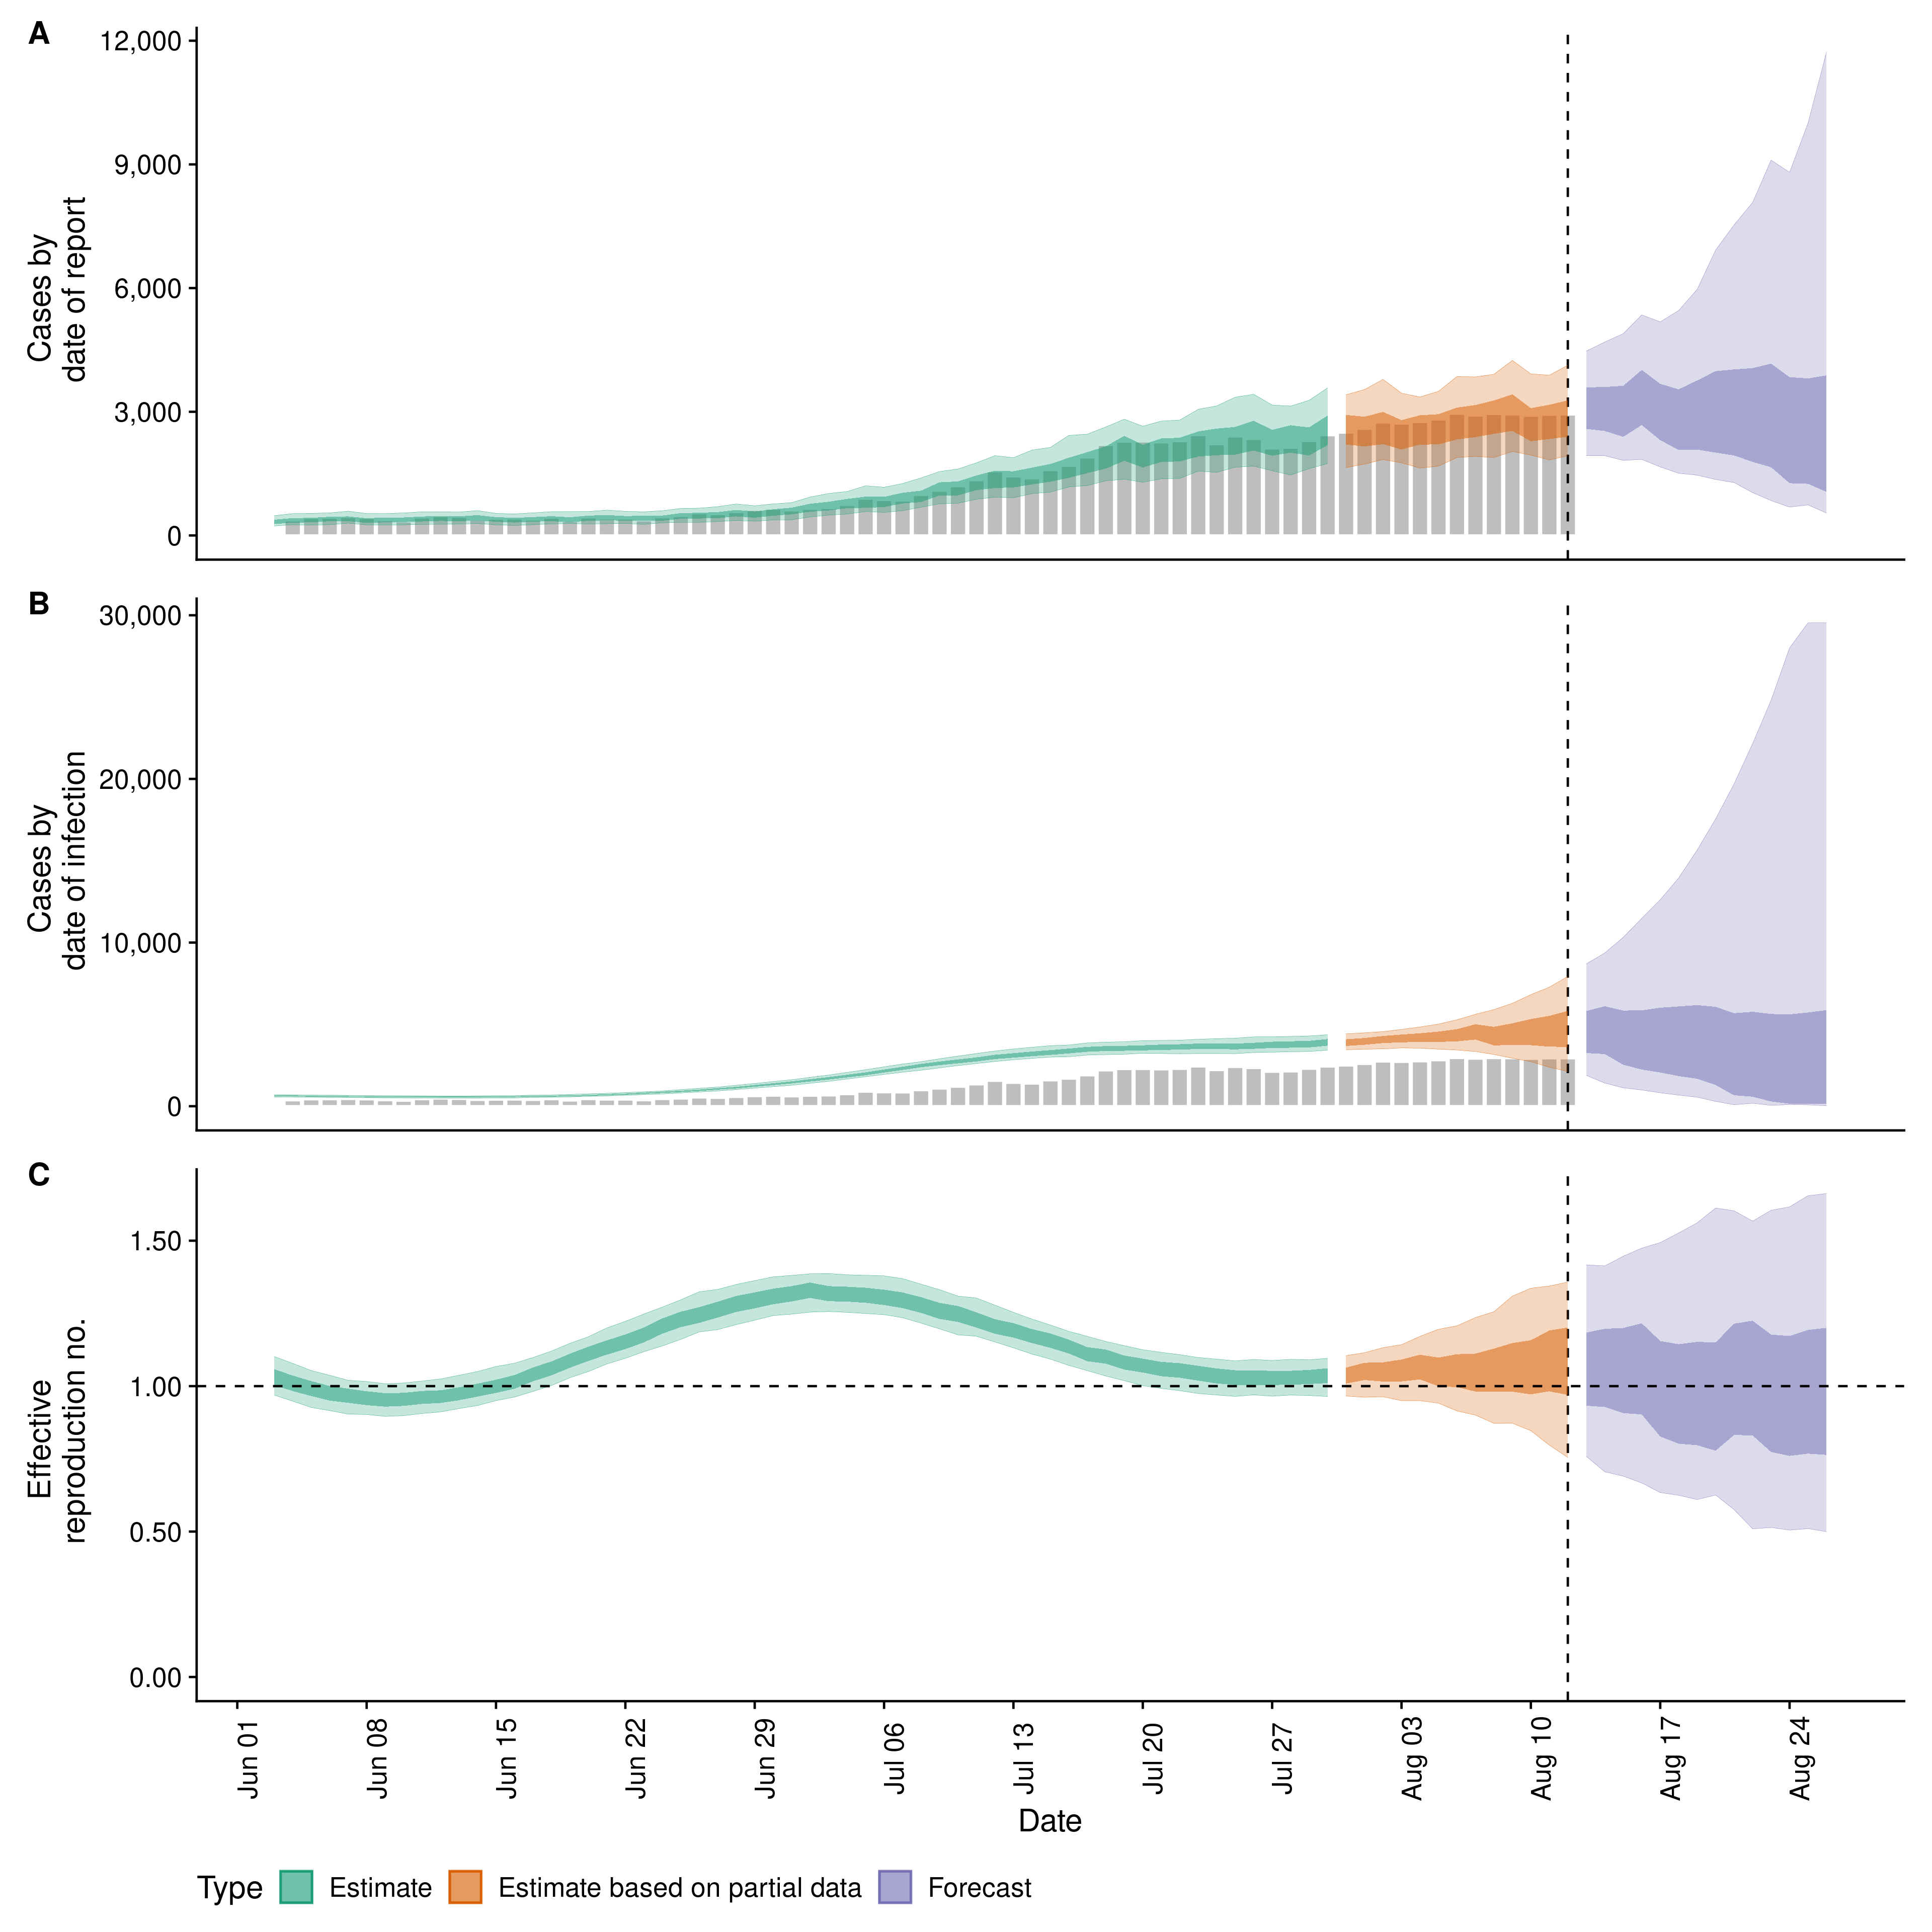 A
Cases by
date of report
12,000
9,000
6,000
3,000
0
B
Cases by
date of infection
30,000
20,000
10,000
0
C
Effective
reproduction no.
1.50
1.00
0.50
0.00
Jun 01
Jun 08
Jun 15
Jun 22
Jun 29
Jul 06
Jul 13
Jul 20
Jul 27
Aug 03
Aug 10
Aug 17
Aug 24
Date
Type Estimate Estimate based on partial data Forecast